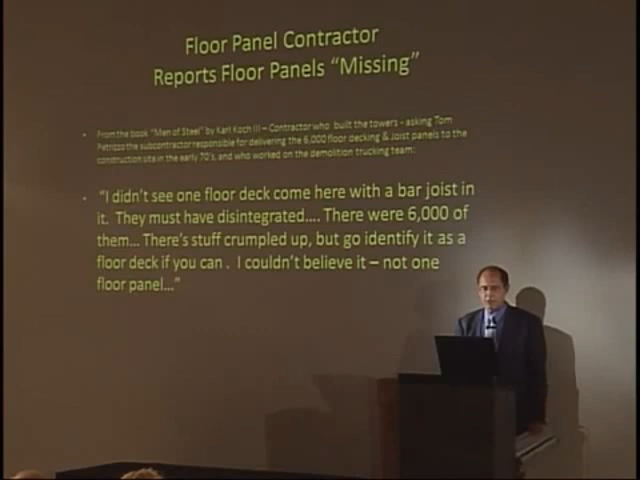 Floor Panel Contractor
Reports Floor Panels "Missing"
• From the book "Men of Steel" by Karl Koch III – Contractor who built the towers - asking Tom
Petrizzo the subcontractor responsible for delivering the 6,000 floor decking & Joist panels to the
construction site in the early 70's, and who worked on the demolition trucking team:
• "I didn't see one floor deck come here with a bar joist in
it. They must have disintegrated.... There were 6,000 of
them... There's stuff crumpled up, but go identify it as a
floor deck if you can . I couldn't believe it – not one
floor panel..."